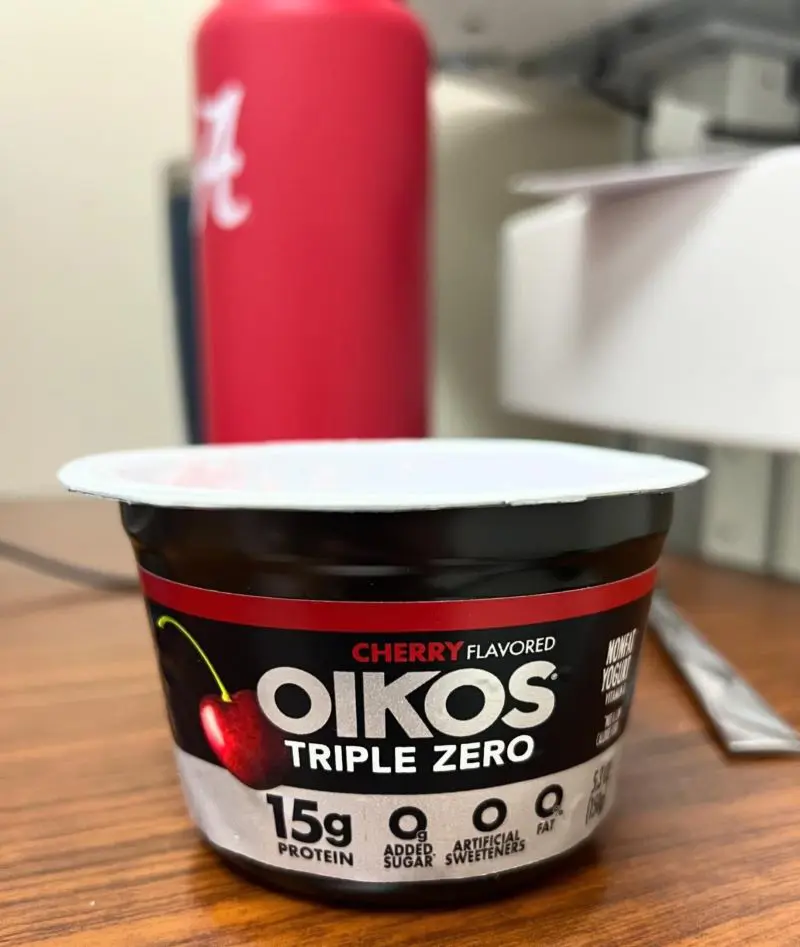 A
CHERRY FLAVORED
OIKOS
TRIPLE ZERO
NONFAT
YOGURT
15g
PROTEIN
0g
ADDED
SUGAR*
0
ARTIFICIAL
SWEETENERS
0%
FAT